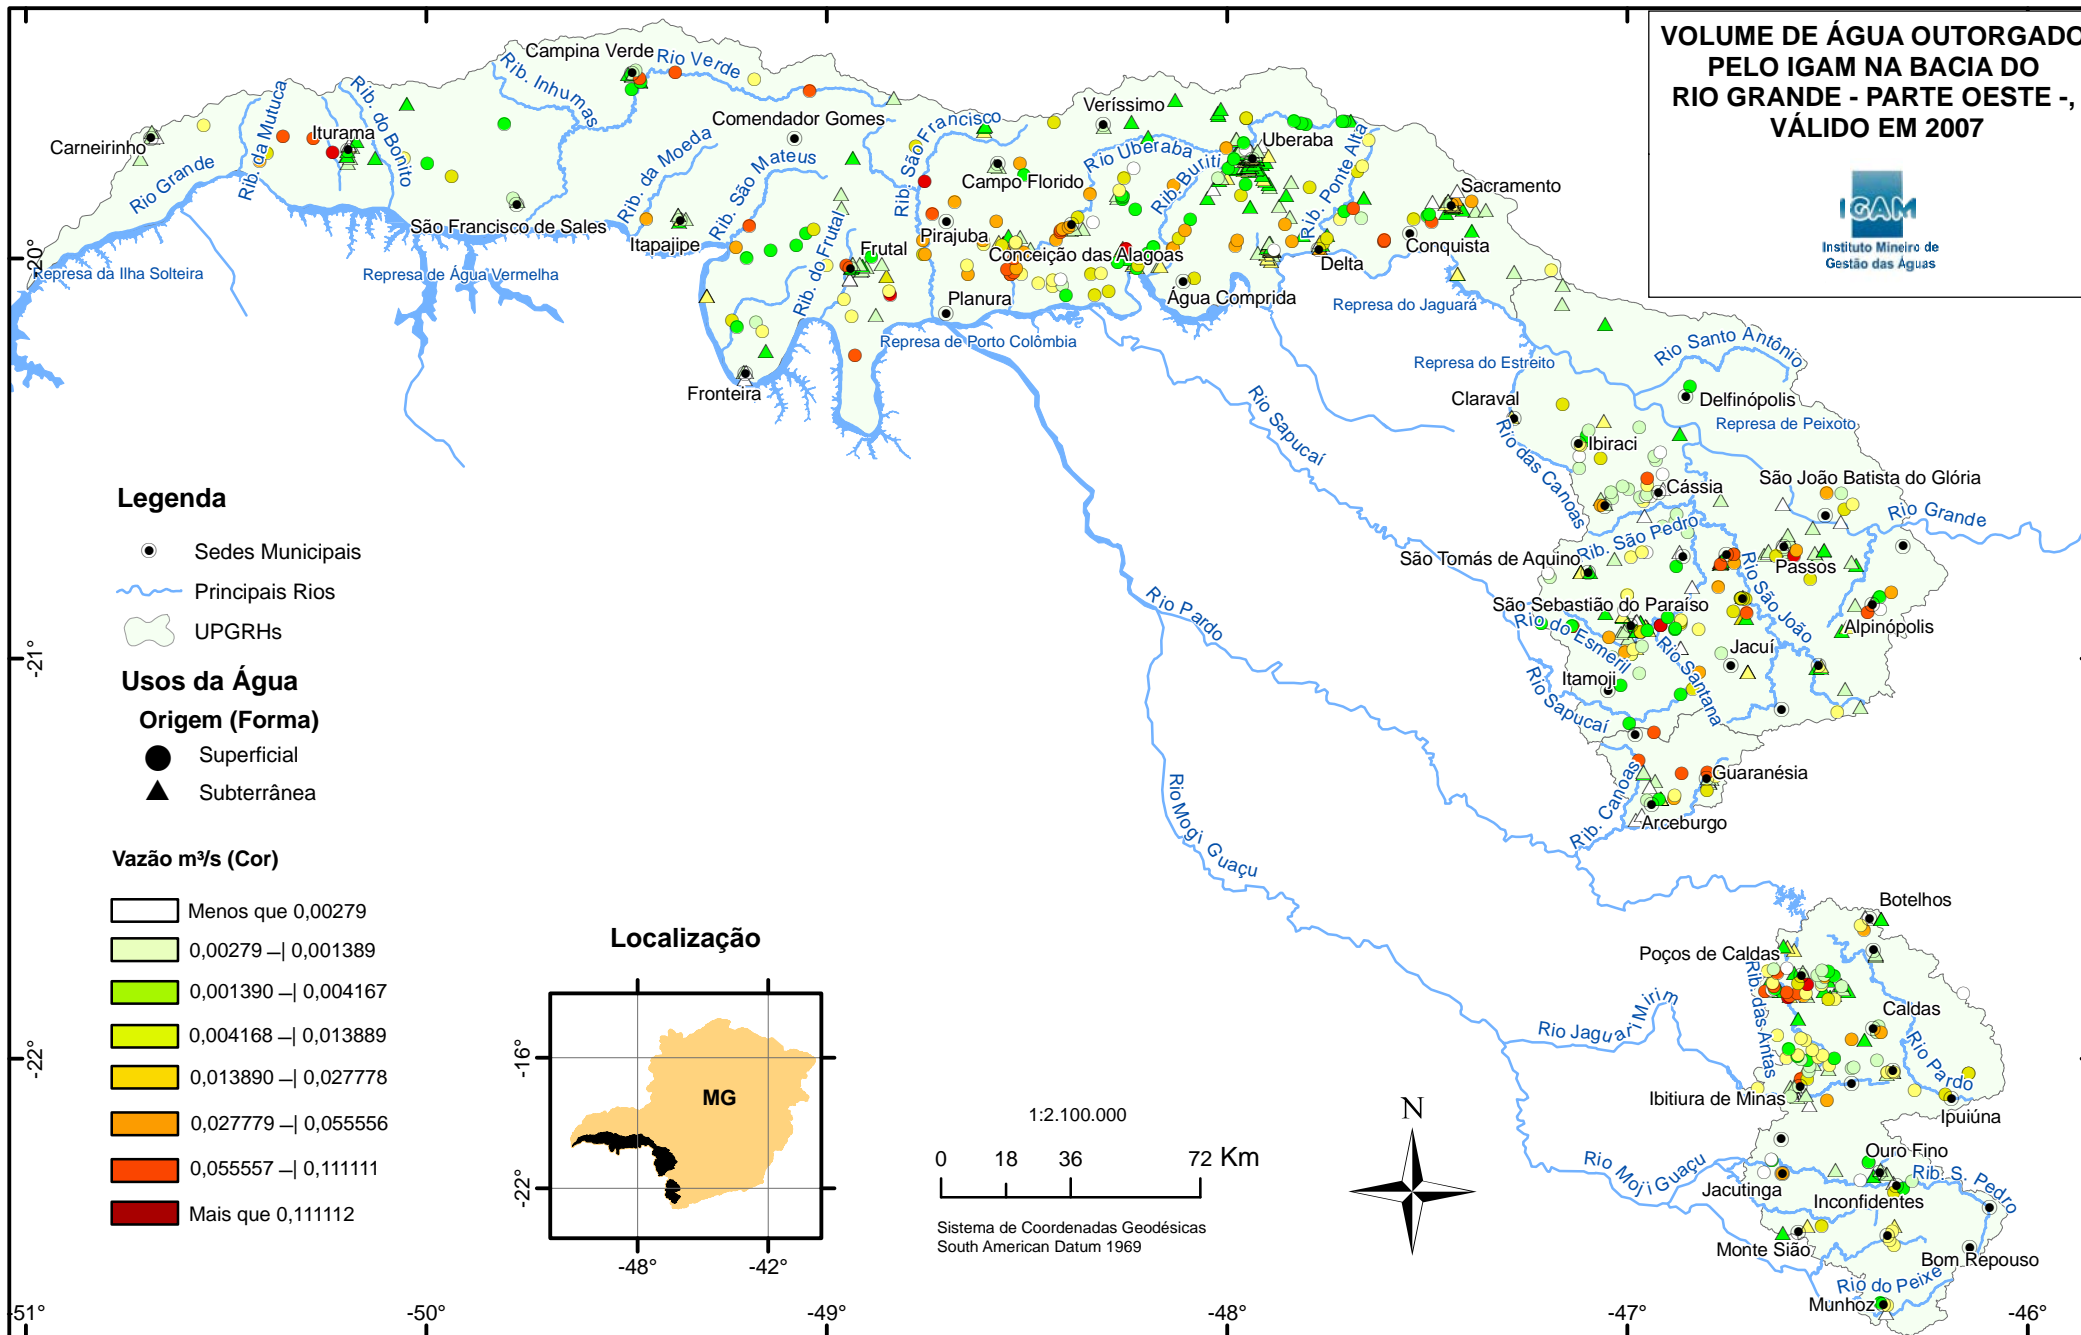 VOLUME DE ÁGUA OUTORGADO
PELO IGAM NA BACIA DO
RIO GRANDE - PARTE OESTE -,
VÁLIDO EM 2007
IGAM
Instituto Mineiro de
Gestão das Águas
Campina Verde
Rio Verde
Rib. Inhumas
Rib. da Mutuca
Rib. do Bonito
Iturama
Carneirinho
Rio Grande
Comendador Gomes
Rib. da Moeda
Rib. São Mateus
Rib. São Francisco
Veríssimo
Rio Uberaba
Uberaba
Rib. Buriti
Rib. Ponte Alta
Campo Florido
Sacramento
São Francisco de Sales
Itapajipe
Rib. do Frutal
Frutal
Pirajuba
Conceição das Alagoas
Delta
Conquista
Represa da Ilha Solteira
Represa de Água Vermelha
Planura
Água Comprida
Represa do Jaguará
Represa de Porto Colômbia
Represa do Estreito
Rio Santo Antônio
Fronteira
Claraval
Delfinópolis
Represa de Peixoto
Rio Sapucaí
Rio das Canoas
Ibiraci
Cássia
São João Batista do Glória
Rio Grande
Rib. São Pedro
São Tomás de Aquino
Passos
Rio São João
Rio Pardo
São Sebastião do Paraíso
Rio do Esmeril
Alpinópolis
Jacuí
Rio Santana
Itamoji
Rio Sapucaí
Guaranésia
Rib. Canoas
Arceburgo
Rio Mogi Guaçu
Botelhos
Poços de Caldas
Rib. das Antas
Caldas
Rio Jaguari Mirim
Rio Pardo
Ibitiura de Minas
Ipuiúna
Ouro Fino
Rio Moji Guaçu
Rib. S. Pedro
Jacutinga
Inconfidentes
Monte Sião
Bom Repouso
Rio do Peixe
Munhoz
Legenda
Sedes Municipais
Principais Rios
UPGRHs
Usos da Água
Origem (Forma)
Superficial
Subterrânea
Vazão m³/s (Cor)
Menos que 0,00279
0,00279 –| 0,001389
0,001390 –| 0,004167
0,004168 –| 0,013889
0,013890 –| 0,027778
0,027779 –| 0,055556
0,055557 –| 0,111111
Mais que 0,111112
Localização
-16°
-22°
MG
-48°
-42°
1:2.100.000
0 18 36 72 Km
Sistema de Coordenadas Geodésicas
South American Datum 1969
N
-20°
-21°
-22°
-51°
-50°
-49°
-48°
-47°
-46°